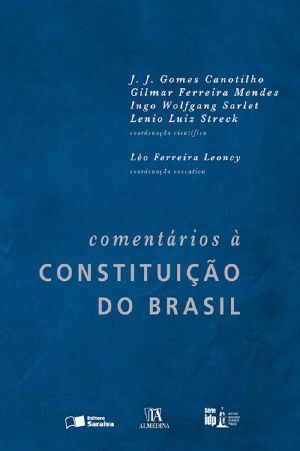 J. J. Gomes Canotilho
Gilmar Ferreira Mendes
Ingo Wolfgang Sarlet
Lenio Luiz Streck
coordenação científica
Léo Ferreira Leoncy
coordenação executiva
comentários à
CONSTITUIÇÃO
DO BRASIL
Editora
Saraiva
ALMEDINA
Série
idp